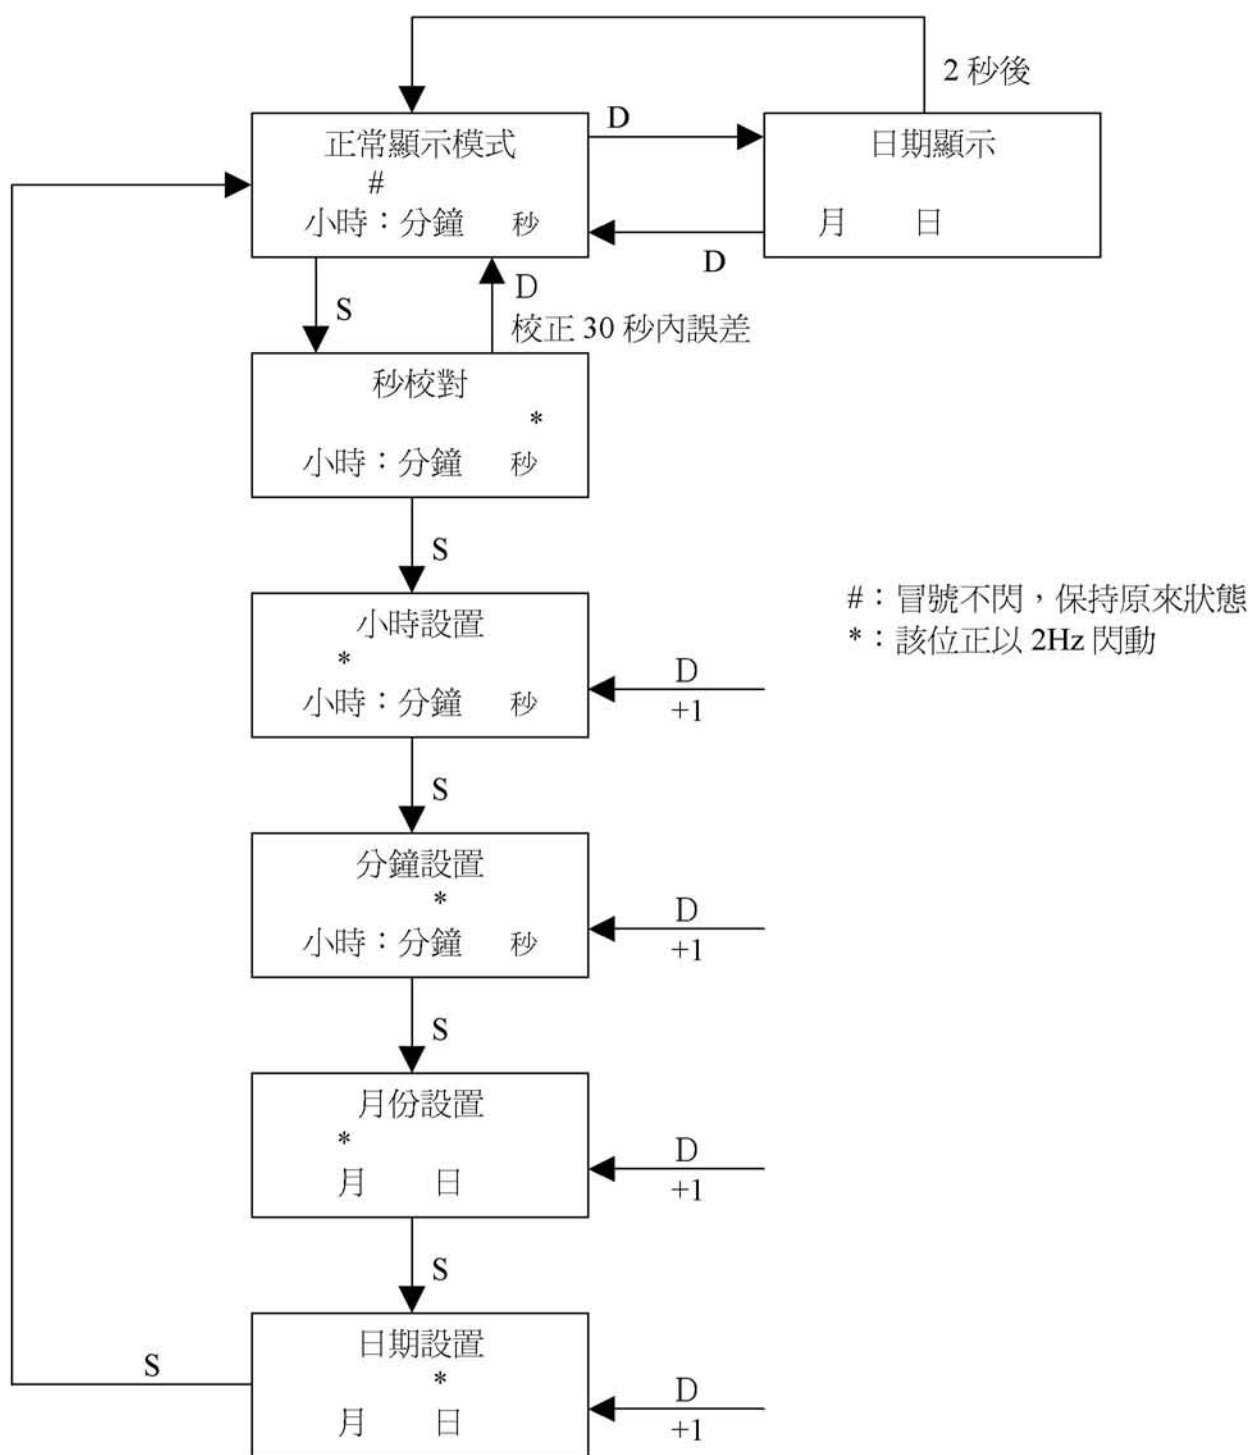 2 秒後
D
正常顯示模式
#
小時：分鐘 秒
日期顯示
月 日
D
S
D
校正 30 秒內誤差
秒校對
*
小時：分鐘 秒
S
小時設置
*
小時：分鐘 秒
D
+1
#：冒號不閃，保持原來狀態
*：該位正以 2Hz 閃動
S
分鐘設置
*
小時：分鐘 秒
D
+1
S
月份設置
*
月 日
D
+1
S
日期設置
*
月 日
D
+1
S